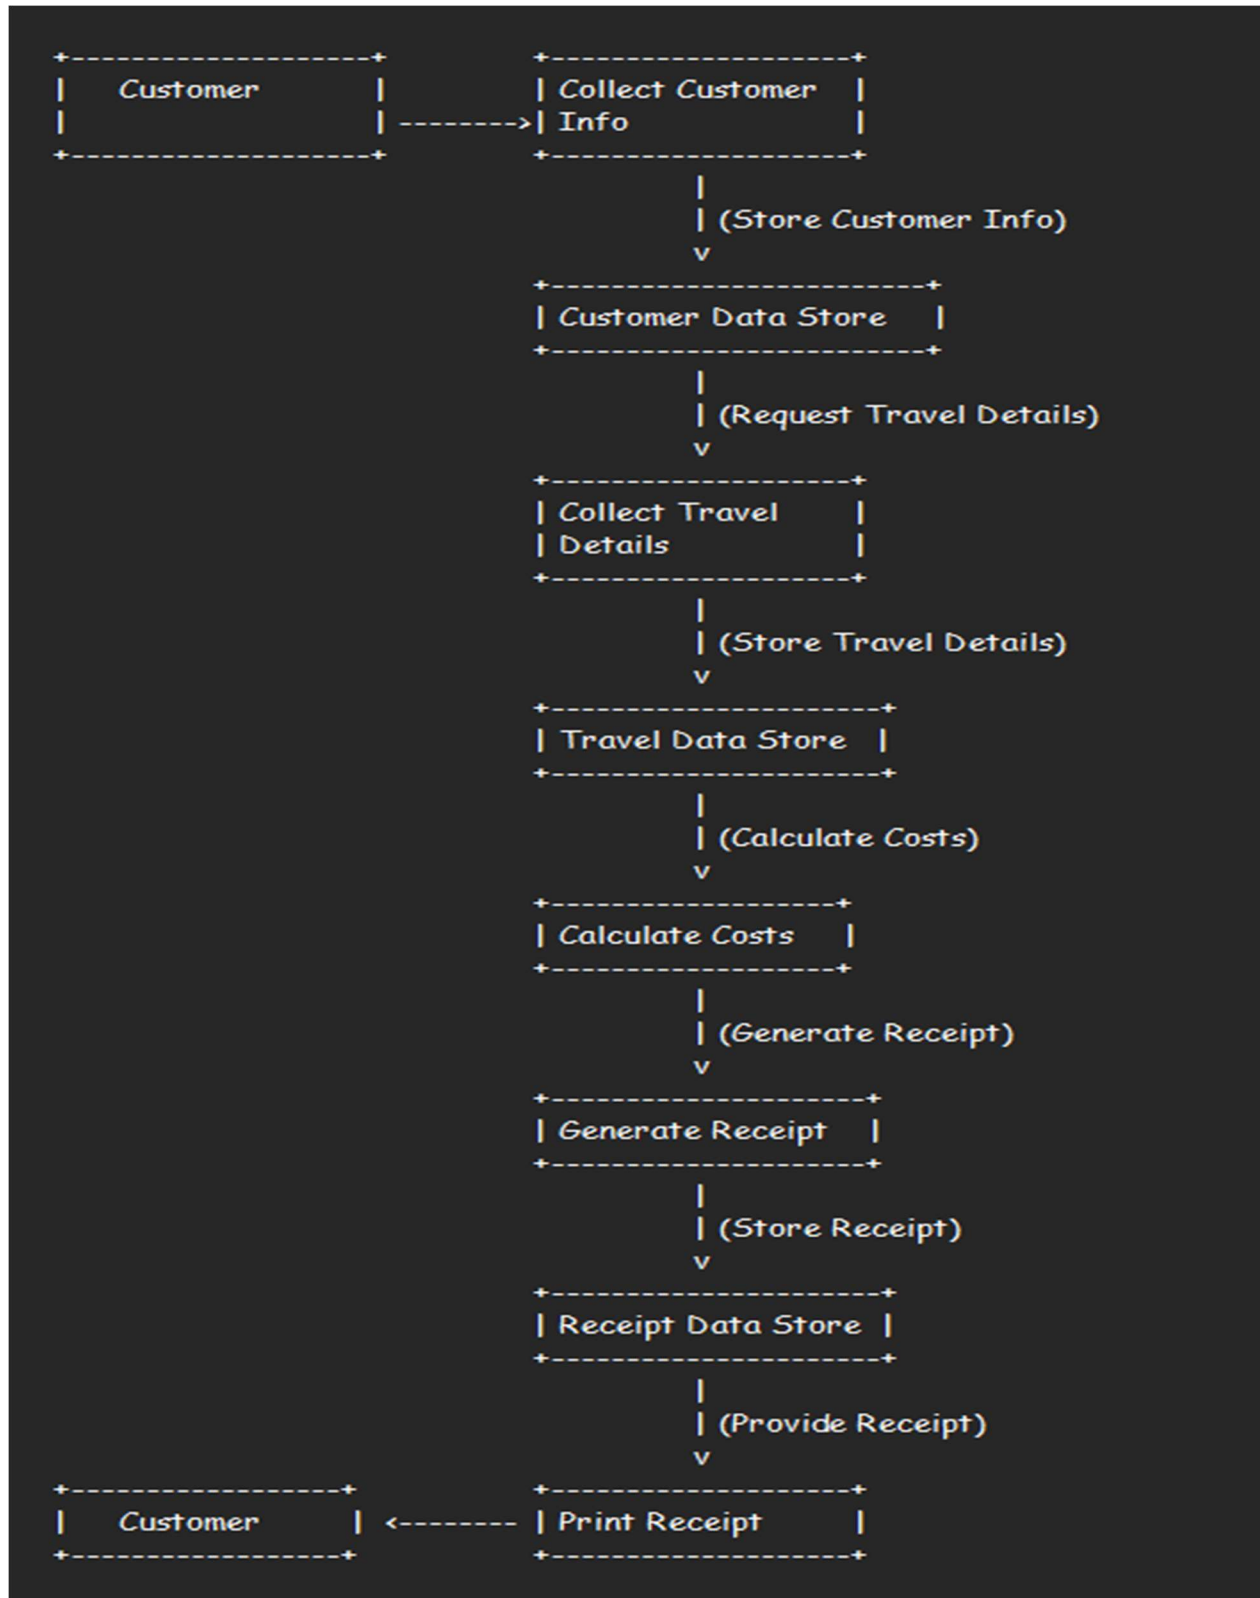 +--------------------+          +--------------------+
|    Customer        |          | Collect Customer   |
|                    | -------->| Info               |
+--------------------+          +--------------------+
|
| (Store Customer Info)
v
+-------------------------+
| Customer Data Store   |
+-------------------------+
|
| (Request Travel Details)
v
+--------------------+
| Collect Travel     |
| Details            |
+--------------------+
|
| (Store Travel Details)
v
+----------------------+
| Travel Data Store  |
+----------------------+
|
| (Calculate Costs)
v
+-------------------+
| Calculate Costs   |
+-------------------+
|
| (Generate Receipt)
v
+---------------------+
| Generate Receipt   |
+---------------------+
|
| (Store Receipt)
v
+----------------------+
| Receipt Data Store |
+----------------------+
|
| (Provide Receipt)
v
+------------------+            +--------------------+
|    Customer      | <-------- | Print Receipt      |
+------------------+            +--------------------+